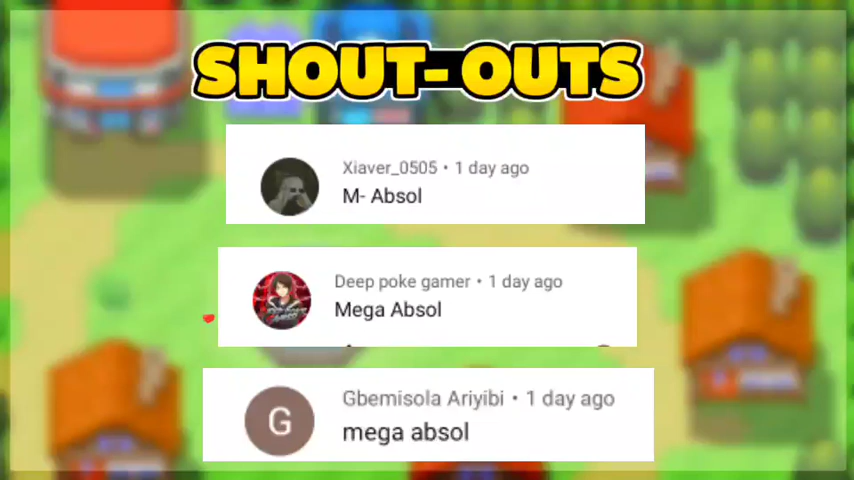 SHOUT-OUTS
Xiaver_0505 • 1 day ago
M- Absol
Deep poke gamer • 1 day ago
Mega Absol
Gbemisola Ariyibi • 1 day ago
G
mega absol